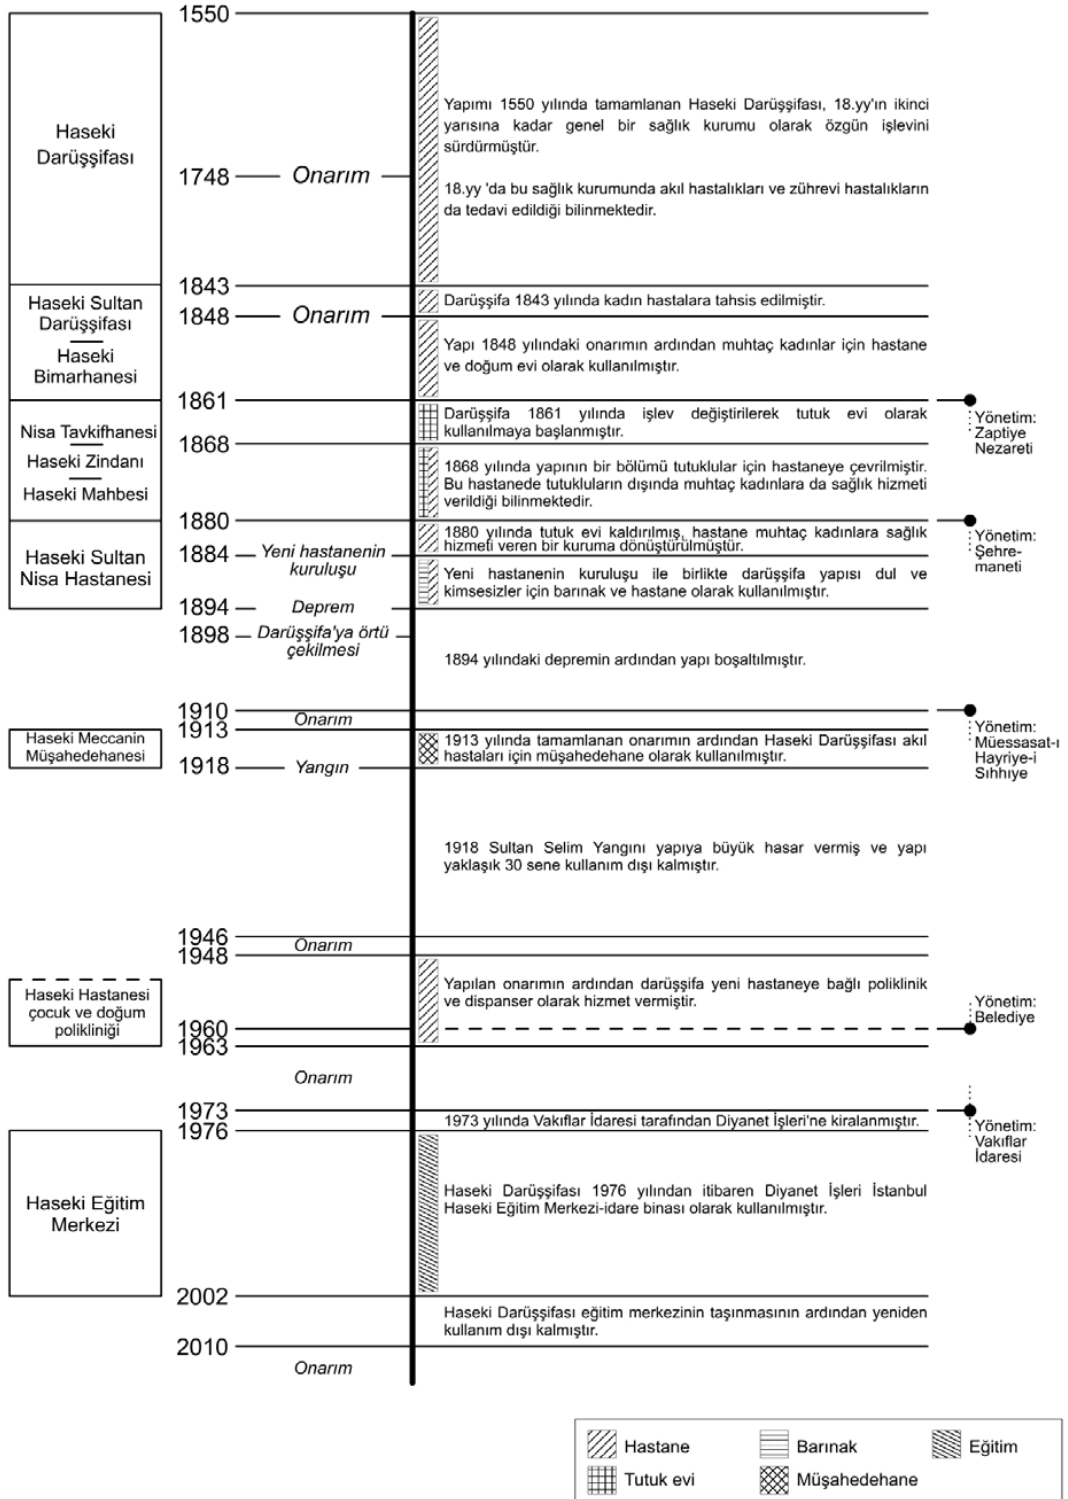 1550
Haseki
Darüşşifası
Yapımı 1550 yılında tamamlanan Haseki Darüşşifası, 18.yy'ın ikinci
yarısına kadar genel bir sağlık kurumu olarak özgün işlevini
sürdürmüştür.
1748
Onarım
18.yy 'da bu sağlık kurumunda akıl hastalıkları ve zührevi hastalıkların
da tedavi edildiği bilinmektedir.
1843
Haseki Sultan
Darüşşifası
Haseki
Bimarhanesi
Darüşşifa 1843 yılında kadın hastalara tahsis edilmiştir.
1848
Onarım
Yapı 1848 yılındaki onarımın ardından muhtaç kadınlar için hastane
ve doğum evi olarak kullanılmıştır.
1861
Nisa Tavkifhanesi
Haseki Zindanı
Haseki Mahbesi
Darüşşifa 1861 yılında işlev değiştirilerek tutuk evi olarak
kullanılmaya başlanmıştır.
Yönetim:
Zaptiye
Nezareti
1868
1868 yılında yapının bir bölümü tutuklular için hastaneye çevrilmiştir.
Bu hastanede tutukluların dışında muhtaç kadınlara da sağlık hizmeti
verildiği bilinmektedir.
1880
Haseki Sultan
Nisa Hastanesi
1880 yılında tutuk evi kaldırılmış, hastane muhtaç kadınlara sağlık
hizmeti veren bir kuruma dönüştürülmüştür.
Yönetim:
Şehre-
maneti
1884
Yeni hastanenin
kuruluşu
Yeni hastanenin kuruluşu ile birlikte darüşşifa yapısı dul ve
kimsesizler için barınak ve hastane olarak kullanılmıştır.
1894
Deprem
1898
Darüşşifa'ya örtü
çekilmesi
1894 yılındaki depremin ardından yapı boşaltılmıştır.
1910
Onarım
Yönetim:
Müessasat-ı
Hayriye-i
Sıhhıye
1913
Haseki Meccanin
Müşahedehanesi
1913 yılında tamamlanan onarımın ardından Haseki Darüşşifası akıl
hastaları için müşahedehane olarak kullanılmıştır.
1918
Yangın
1918 Sultan Selim Yangını yapıya büyük hasar vermiş ve yapı
yaklaşık 30 sene kullanım dışı kalmıştır.
1946
Onarım
1948
Haseki Hastanesi
çocuk ve doğum
polikliniği
Yapılan onarımın ardından darüşşifa yeni hastaneye bağlı poliklinik
ve dispanser olarak hizmet vermiştir.
Yönetim:
Belediye
1960
1963
Onarım
1973
1973 yılında Vakıflar İdaresi tarafından Diyanet İşleri'ne kiralanmıştır.
Yönetim:
Vakıflar
İdaresi
1976
Haseki Eğitim
Merkezi
Haseki Darüşşifası 1976 yılından itibaren Diyanet İşleri İstanbul
Haseki Eğitim Merkezi-idare binası olarak kullanılmıştır.
2002
Haseki Darüşşifası eğitim merkezinin taşınmasının ardından yeniden
kullanım dışı kalmıştır.
2010
Onarım
Hastane
Barınak
Eğitim
Tutuk evi
Müşahedehane